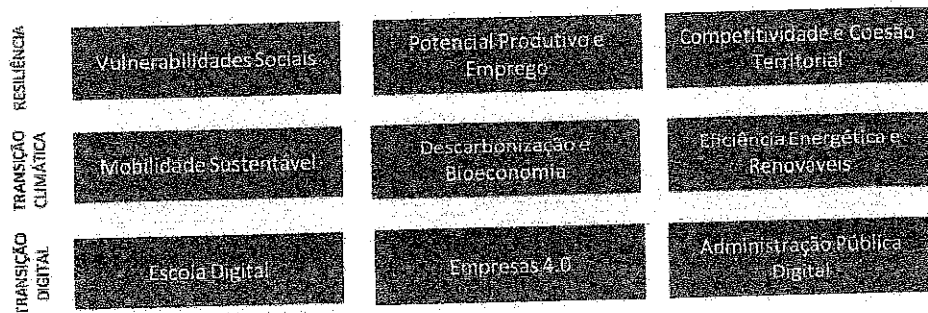 RESILIÊNCIA
Vulnerabilidades Sociais
Potencial Produtivo e
Emprego
Competitividade e Coesão
Territorial
TRANSIÇÃO
CLIMÁTICA
Mobilidade Sustentável
Descarbonização e
Bioeconomia
Eficiência Energética e
Renováveis
TRANSIÇÃO
DIGITAL
Escola Digital
Empresas 4.0
Administração Pública
Digital